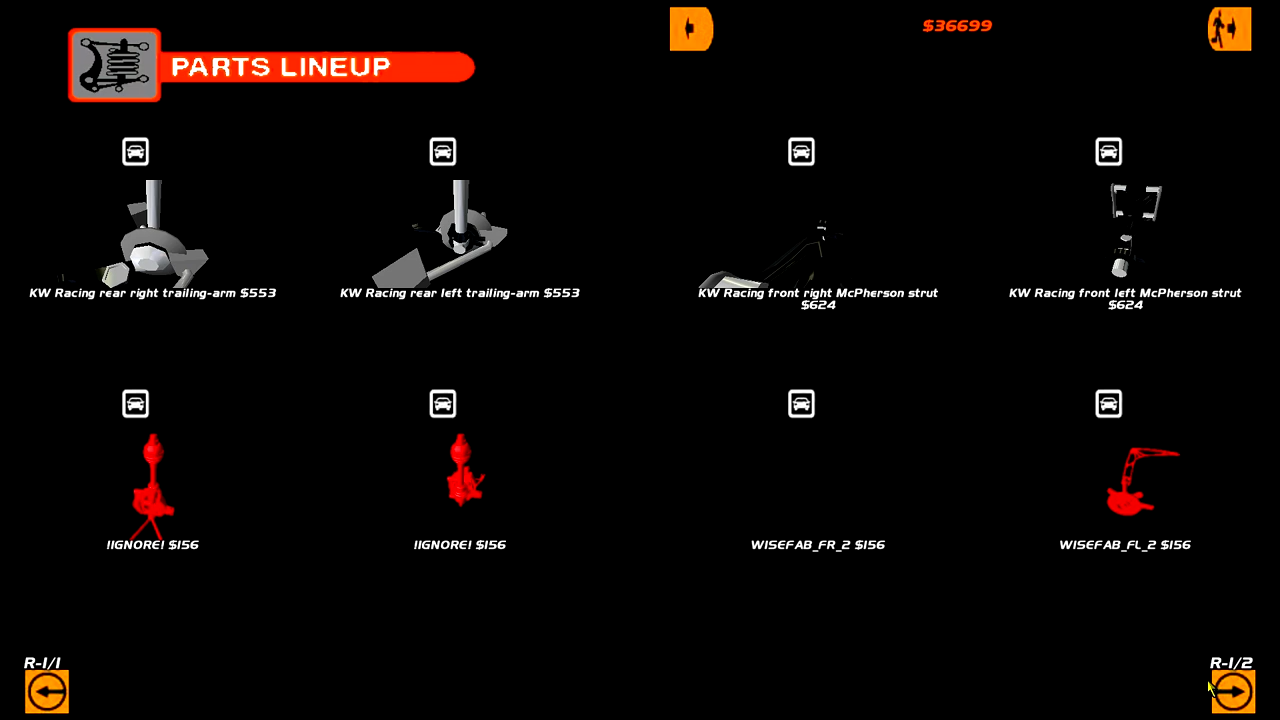 $36699
PARTS LINEUP
KW Racing rear right trailing-arm $553
KW Racing rear left trailing-arm $553
KW Racing front right McPherson strut
$624
KW Racing front left McPherson strut
$624
!IGNORE! $156
!IGNORE! $156
WISEFAB_FR_2 $156
WISEFAB_FL_2 $156
R-1/1
R-1/2